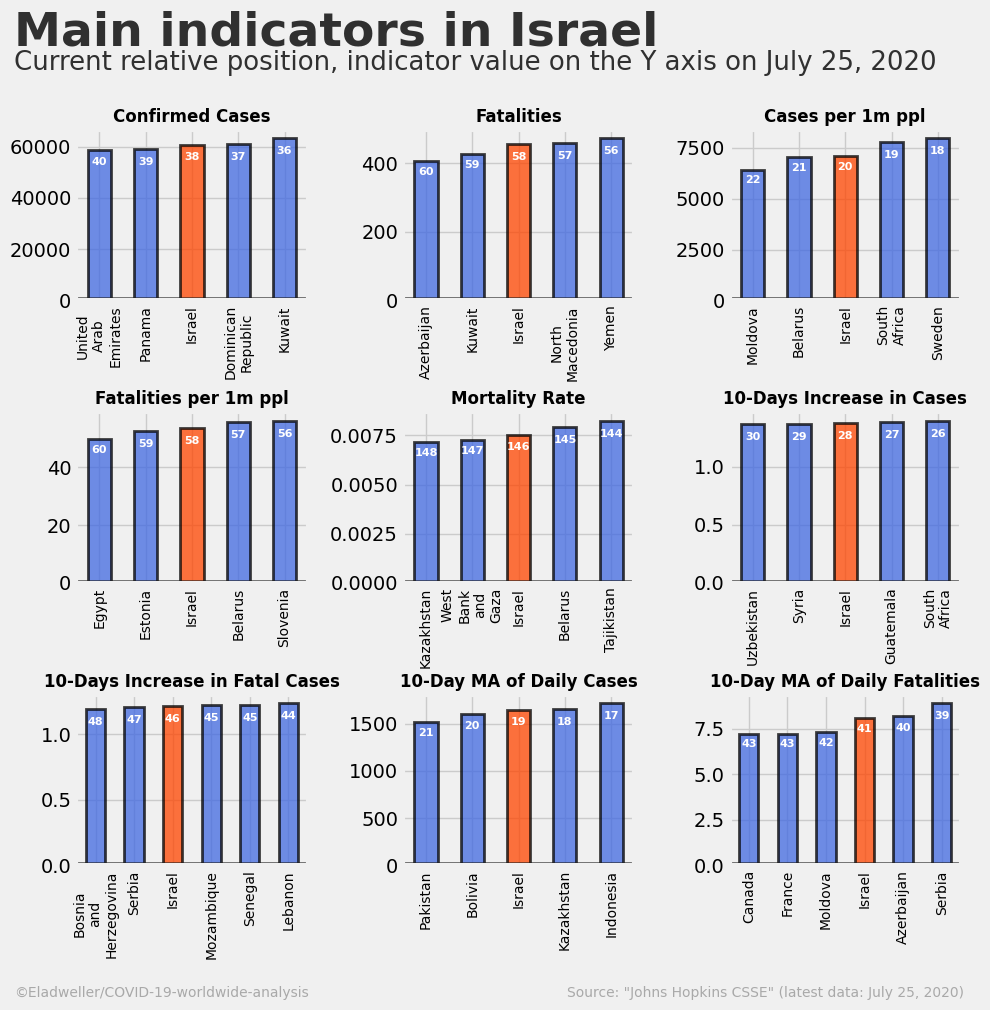 Main indicators in Israel
Current relative position, indicator value on the Y axis on July 25, 2020
Confirmed Cases
60000
40000
20000
0
40
39
38
37
36
United
Arab
Emirates
Panama
Israel
Dominican
Republic
Kuwait
Fatalities
400
200
0
60
59
58
57
56
Azerbaijan
Kuwait
Israel
North
Macedonia
Yemen
Cases per 1m ppl
7500
5000
2500
0
22
21
20
19
18
Moldova
Belarus
Israel
South
Africa
Sweden
Fatalities per 1m ppl
40
20
0
60
59
58
57
56
Egypt
Estonia
Israel
Belarus
Slovenia
Mortality Rate
0.0075
0.0050
0.0025
0.0000
148
147
146
145
144
Kazakhstan
West
Bank
and
Gaza
Israel
Belarus
Tajikistan
10-Days Increase in Cases
1.0
0.5
0.0
30
29
28
27
26
Uzbekistan
Syria
Israel
Guatemala
South
Africa
10-Days Increase in Fatal Cases
1.0
0.5
0.0
48
47
46
45
45
44
Bosnia
and
Herzegovina
Serbia
Israel
Mozambique
Senegal
Lebanon
10-Day MA of Daily Cases
1500
1000
500
0
21
20
19
18
17
Pakistan
Bolivia
Israel
Kazakhstan
Indonesia
10-Day MA of Daily Fatalities
7.5
5.0
2.5
0.0
43
43
42
41
40
39
Canada
France
Moldova
Israel
Azerbaijan
Serbia
©Eladweller/COVID-19-worldwide-analysis
Source: "Johns Hopkins CSSE" (latest data: July 25, 2020)